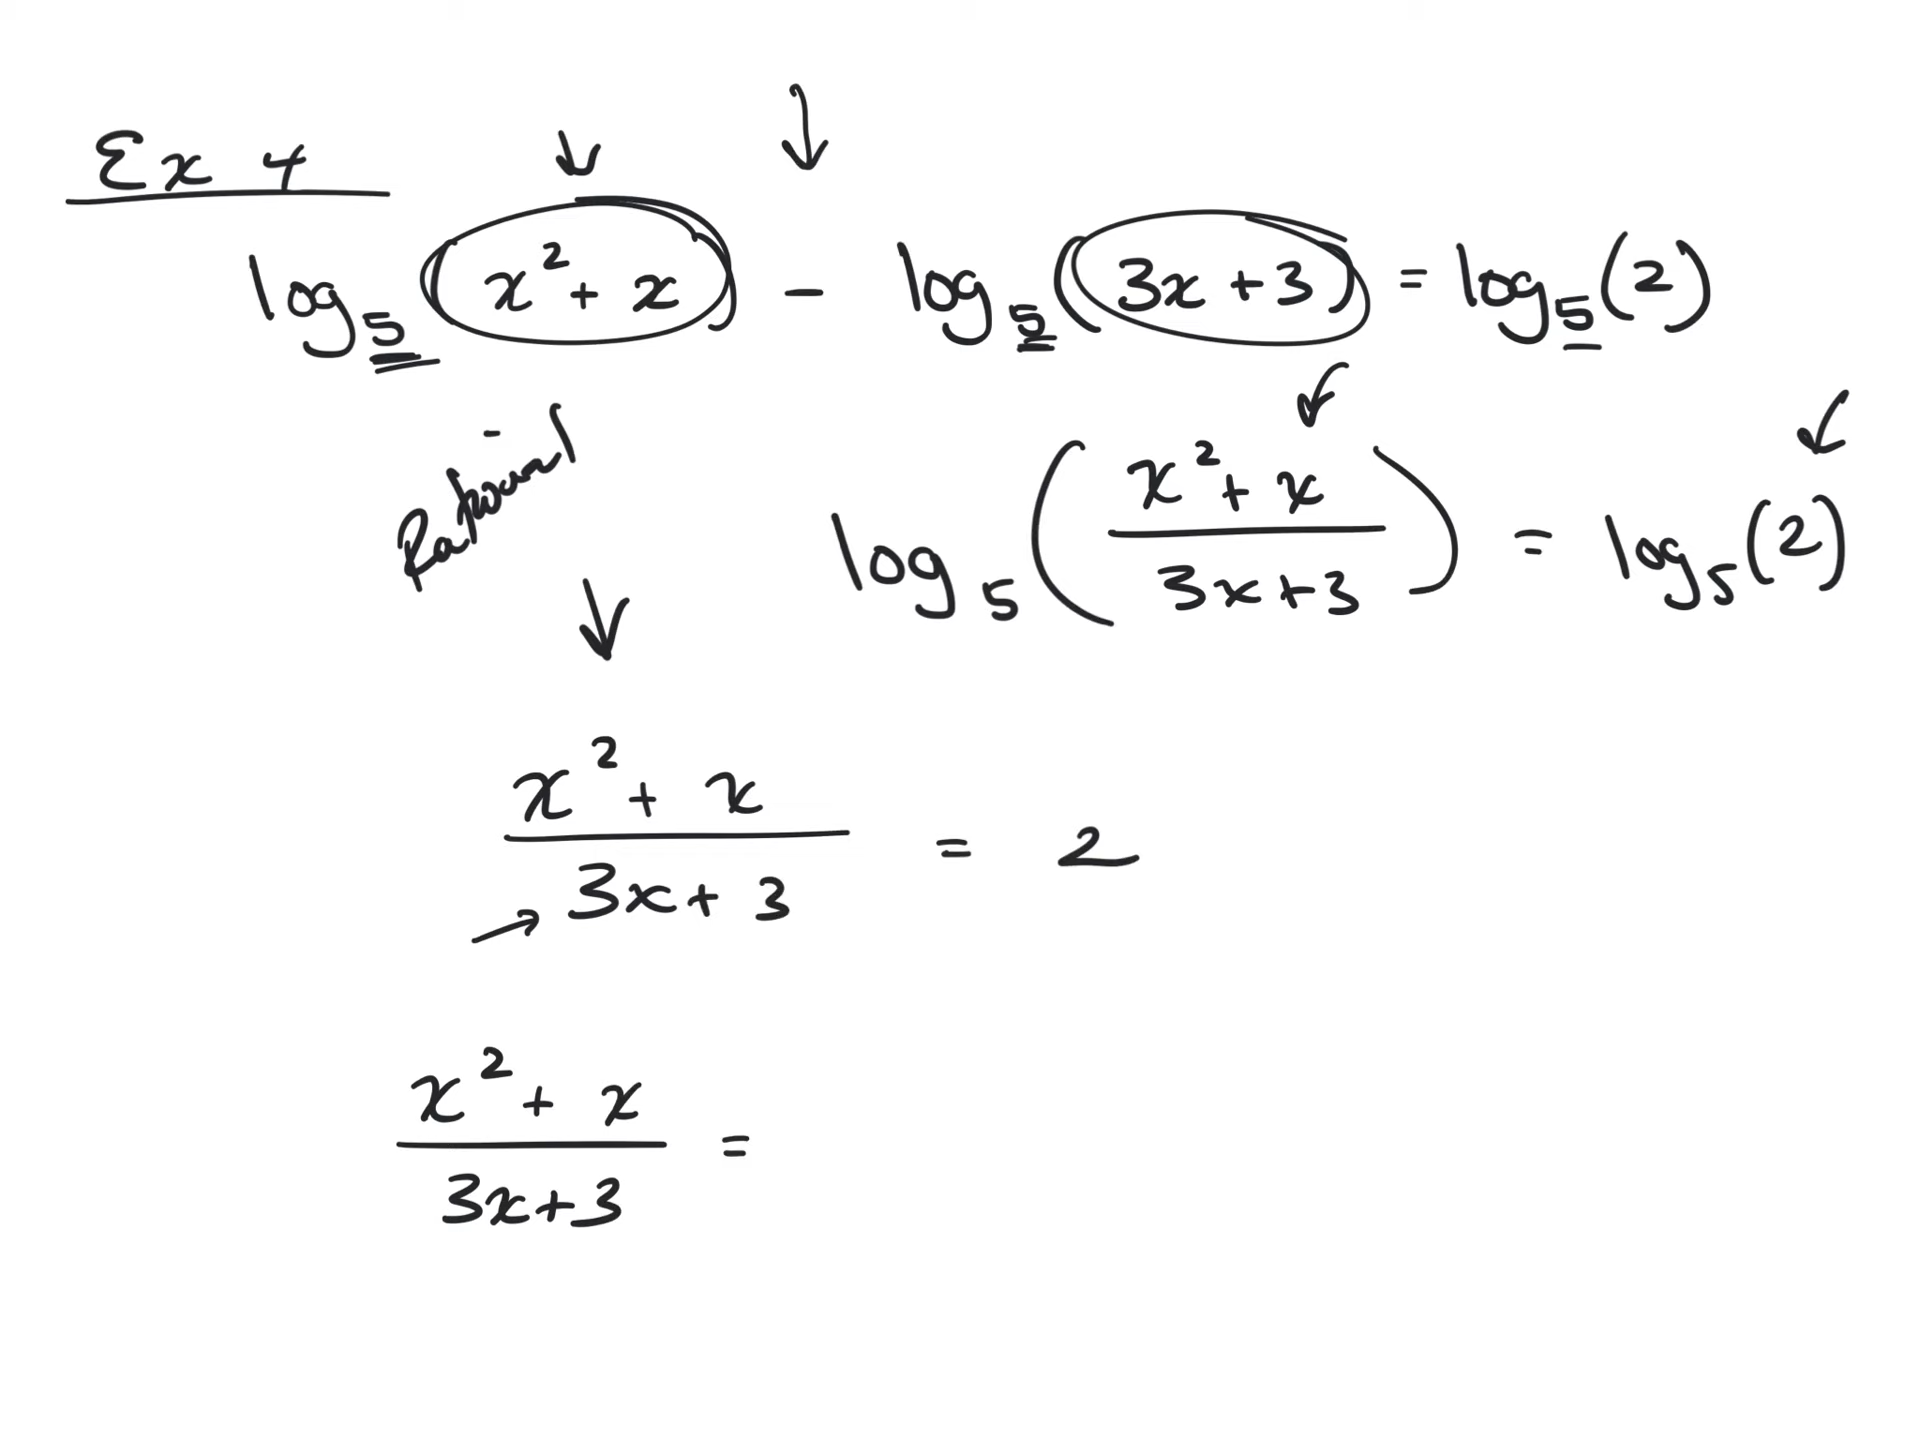 Ex 4
log₅(x² + x) - log₅(3x + 3) = log₅(2)
Rational
log₅((x² + x)/(3x + 3)) = log₅(2)
(x² + x)/(3x + 3) = 2
(x² + x)/(3x + 3) =